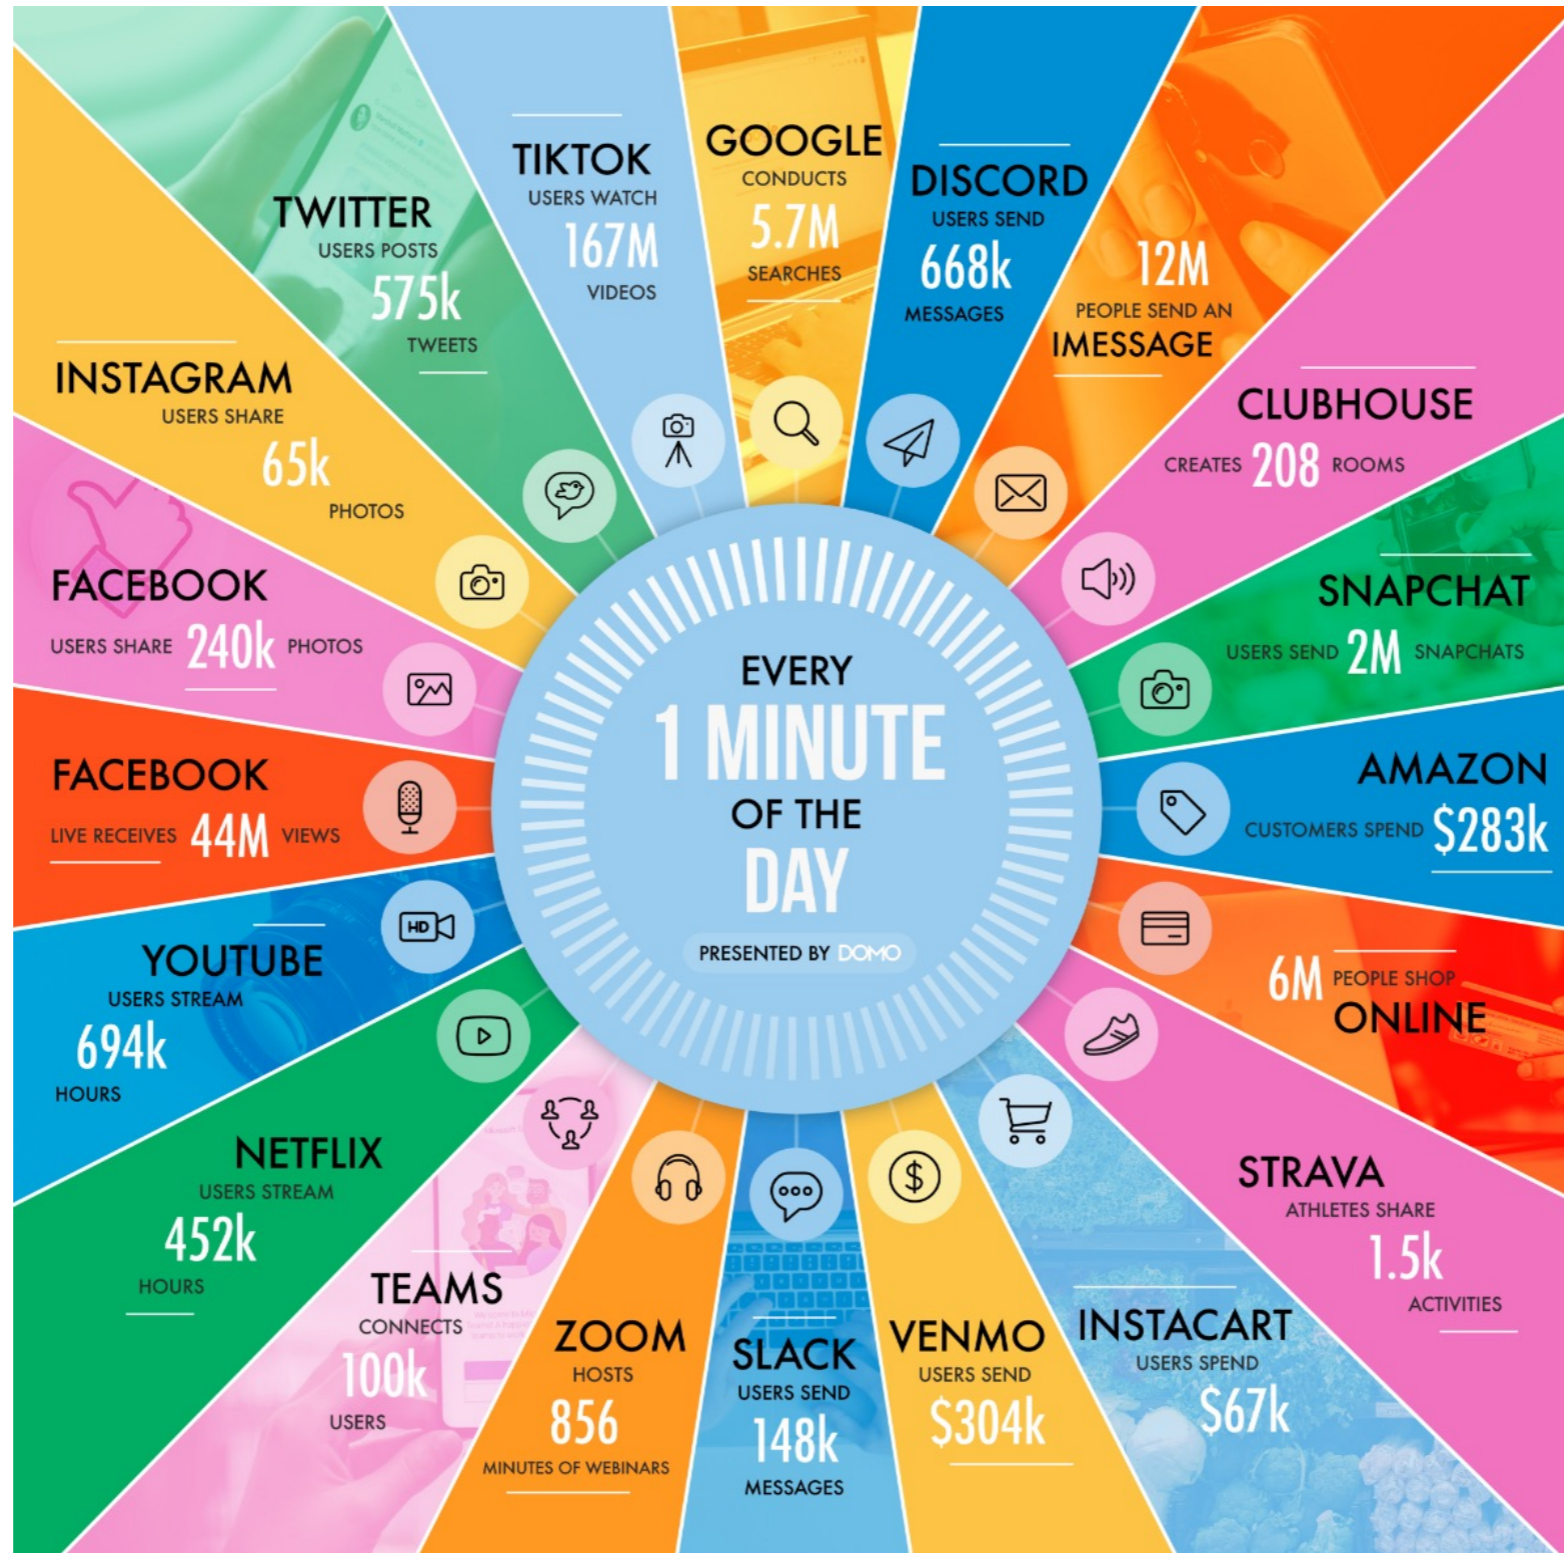 GOOGLE
CONDUCTS
5.7M
SEARCHES
DISCORD
USERS SEND
668k
MESSAGES
12M
PEOPLE SEND AN
IMESSAGE
CLUBHOUSE
CREATES 208 ROOMS
SNAPCHAT
USERS SEND 2M SNAPCHATS
AMAZON
CUSTOMERS SPEND $283k
6M PEOPLE SHOP
ONLINE
STRAVA
ATHLETES SHARE
1.5k
ACTIVITIES
INSTACART
USERS SPEND
$67k
VENMO
USERS SEND
$304k
SLACK
USERS SEND
148k
MESSAGES
ZOOM
HOSTS
856
MINUTES OF WEBINARS
TEAMS
CONNECTS
100k
USERS
NETFLIX
USERS STREAM
452k
HOURS
YOUTUBE
USERS STREAM
694k
HOURS
HD
FACEBOOK
LIVE RECEIVES 44M VIEWS
FACEBOOK
USERS SHARE 240k PHOTOS
INSTAGRAM
USERS SHARE
65k
PHOTOS
TWITTER
USERS POSTS
575k
TWEETS
TIKTOK
USERS WATCH
167M
VIDEOS
EVERY
1 MINUTE
OF THE
DAY
PRESENTED BY DOMO
$